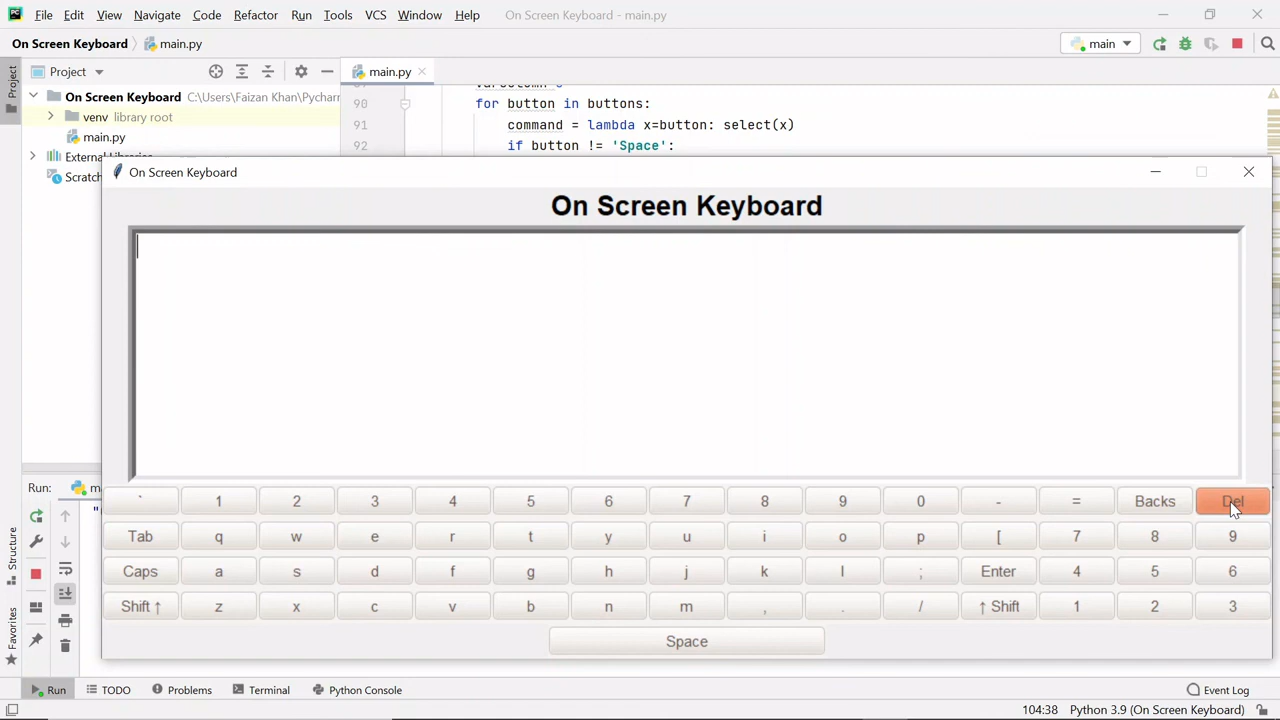 File Edit View Navigate Code Refactor Run Tools VCS Window Help On Screen Keyboard - main.py
On Screen Keyboard main.py main
Project main.py
Project
On Screen Keyboard C:\Users\Faizan Khan\Pycharm
90 for button in buttons:
venv library root
91 command = lambda x=button: select(x)
main.py
92 if button != 'Space':
External Libraries
Scratch
On Screen Keyboard
On Screen Keyboard
Run:
` 1 2 3 4 5 6 7 8 9 0 - = Backs Del
Tab q w e r t y u i o p [ 7 8 9
Caps a s d f g h j k l ; Enter 4 5 6
Shift ↑ z x c v b n m , . / ↑ Shift 1 2 3
Space
Structure
Favorites
Run TODO Problems Terminal Python Console Event Log
104:38 Python 3.9 (On Screen Keyboard)